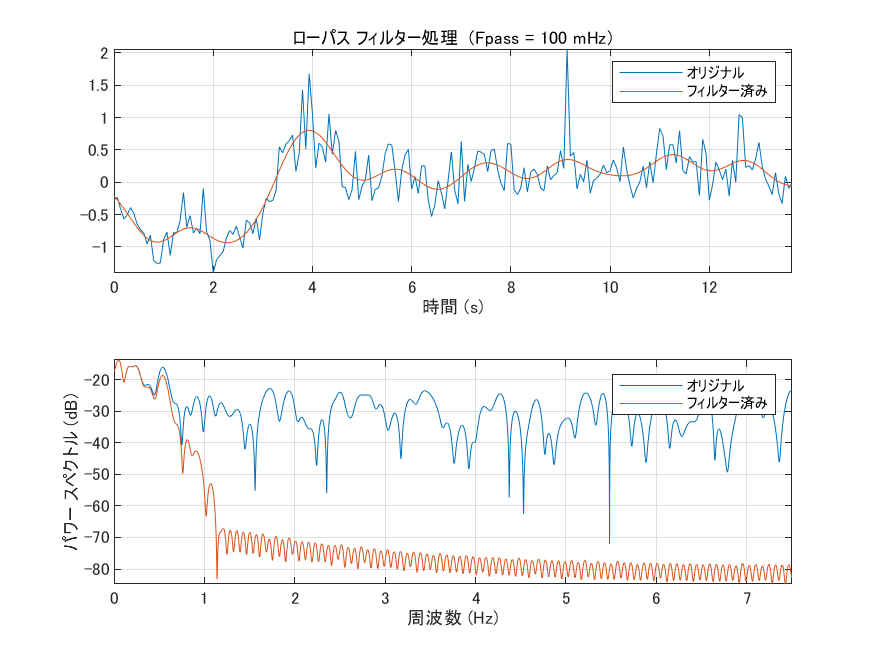 ローパス フィルター処理 (Fpass = 100 mHz)
2
1.5
1
0.5
0
-0.5
-1
オリジナル
フィルター済み
0 2 4 6 8 10 12
時間 (s)
パワー スペクトル (dB)
-20
-30
-40
-50
-60
-70
-80
オリジナル
フィルター済み
0 1 2 3 4 5 6 7
周波数 (Hz)